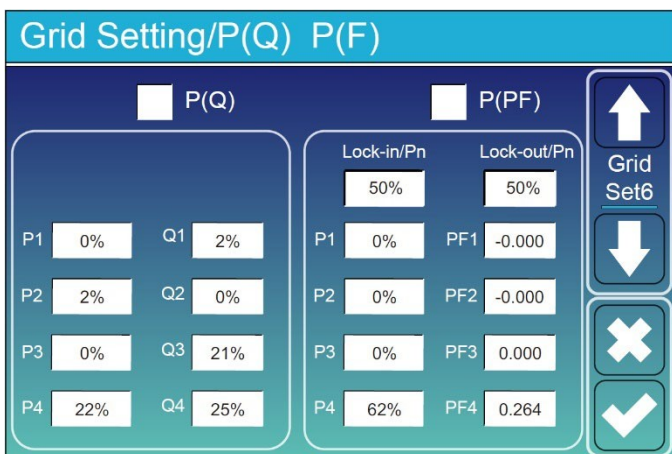 Grid Setting/P(Q) P(F)
P(Q)
P1 0% Q1 2%
P2 2% Q2 0%
P3 0% Q3 21%
P4 22% Q4 25%
P(PF)
Lock-in/Pn Lock-out/Pn
50% 50%
P1 0% PF1 -0.000
P2 0% PF2 -0.000
P3 0% PF3 0.000
P4 62% PF4 0.264
Grid
Set6